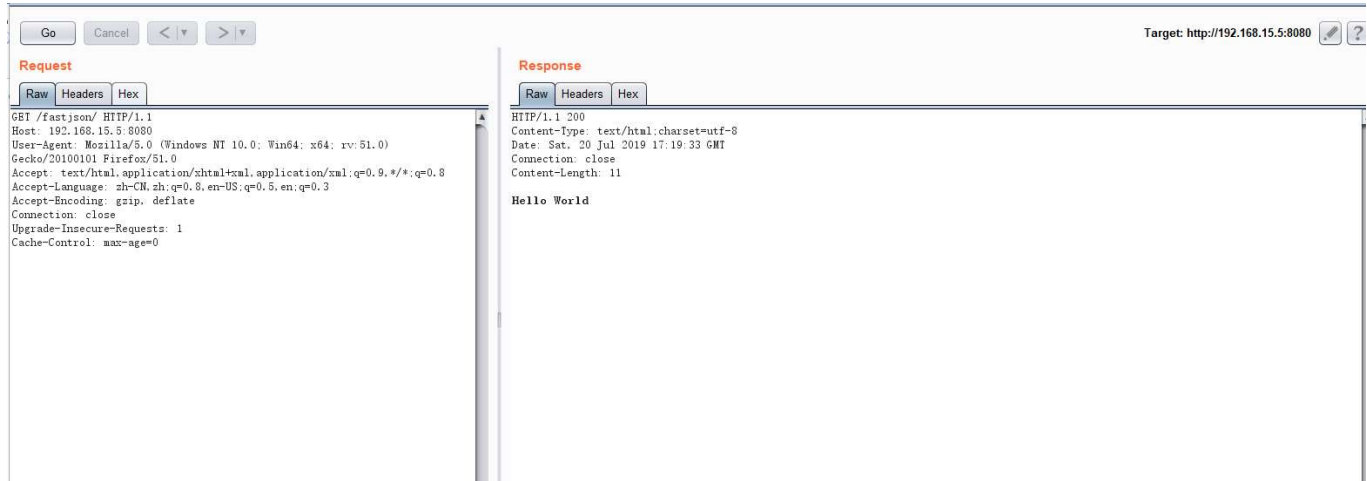 Go Cancel < > Target: http://192.168.15.5:8080 ?
Request
Raw Headers Hex
GET /fastjson/ HTTP/1.1
Host: 192.168.15.5:8080
User-Agent: Mozilla/5.0 (Windows NT 10.0; Win64; x64; rv:51.0)
Gecko/20100101 Firefox/51.0
Accept: text/html,application/xhtml+xml,application/xml;q=0.9,*/*;q=0.8
Accept-Language: zh-CN,zh;q=0.8,en-US;q=0.5,en;q=0.3
Accept-Encoding: gzip, deflate
Connection: close
Upgrade-Insecure-Requests: 1
Cache-Control: max-age=0
Response
Raw Headers Hex
HTTP/1.1 200
Content-Type: text/html;charset=utf-8
Date: Sat, 20 Jul 2019 17:19:33 GMT
Connection: close
Content-Length: 11
Hello World